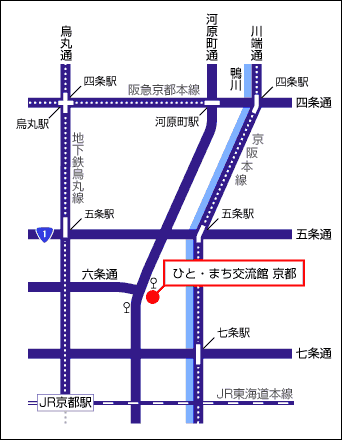 烏丸通
河原町通
川端通
鴨川
四条駅
阪急京都本線
四条駅
四条通
烏丸駅
河原町駅
地下鉄烏丸線
京阪本線
五条駅
五条駅
1
五条通
六条通
ひと・まち交流館 京都
七条駅
七条通
JR東海道本線
JR京都駅